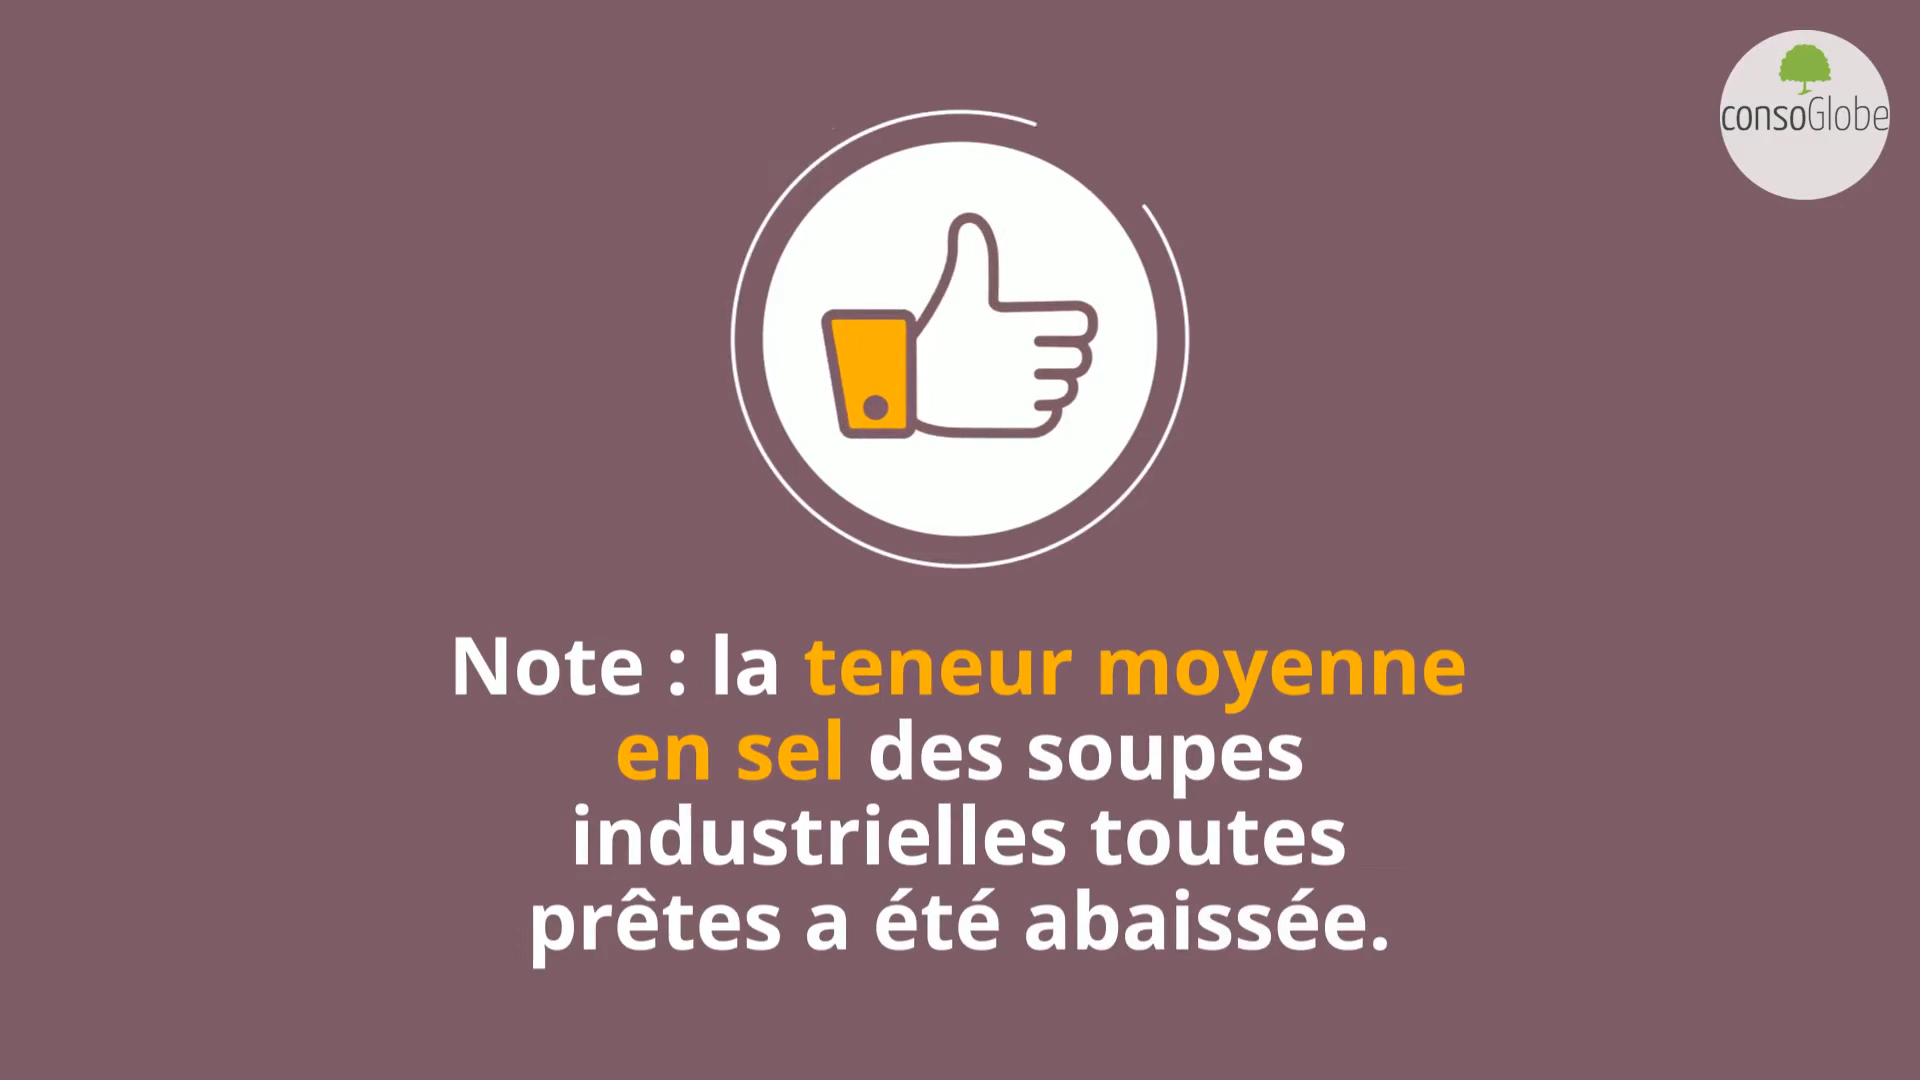 consoGlobe
Note : la teneur moyenne
en sel des soupes
industrielles toutes
prêtes a été abaissée.